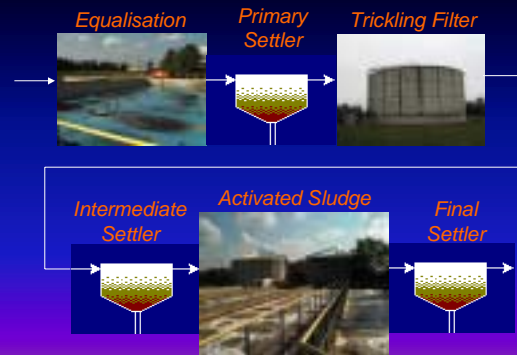 Equalisation
Primary
Settler
Trickling Filter
Intermediate
Settler
Activated Sludge
Final
Settler